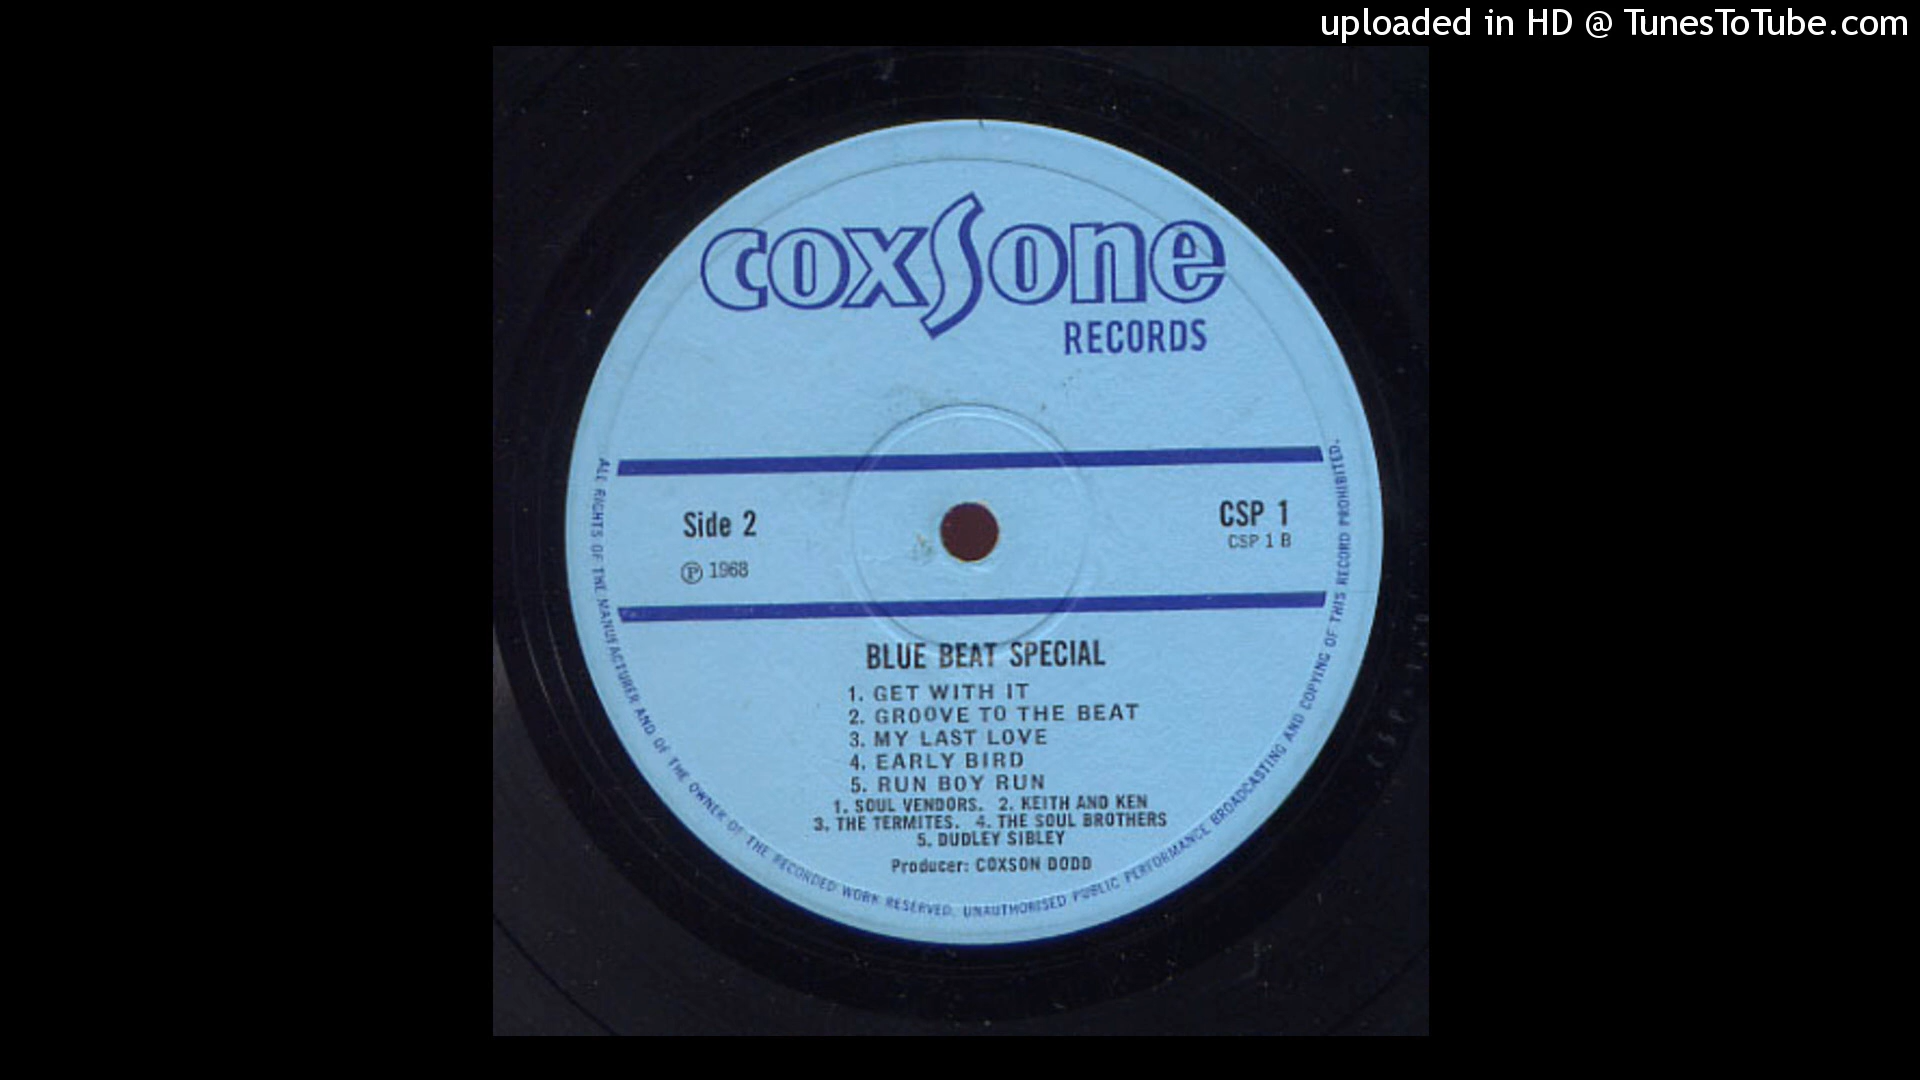 uploaded in HD @ TunesToTube.com
coxSone
RECORDS
Side 2
CSP 1
CSP 1 B
Ⓟ 1968
BLUE BEAT SPECIAL
1. GET WITH IT
2. GROOVE TO THE BEAT
3. MY LAST LOVE
4. EARLY BIRD
5. RUN BOY RUN
1. SOUL VENDORS. 2. KEITH AND KEN
3. THE TERMITES. 4. THE SOUL BROTHERS
5. DUDLEY SIBLEY
Producer: COXSON DODD
ALL RIGHTS OF THE MANUFACTURER AND OF THE OWNER OF THE RECORDED WORK RESERVED. UNAUTHORISED PUBLIC PERFORMANCE BROADCASTING AND COPYING OF THIS RECORD PROHIBITED.